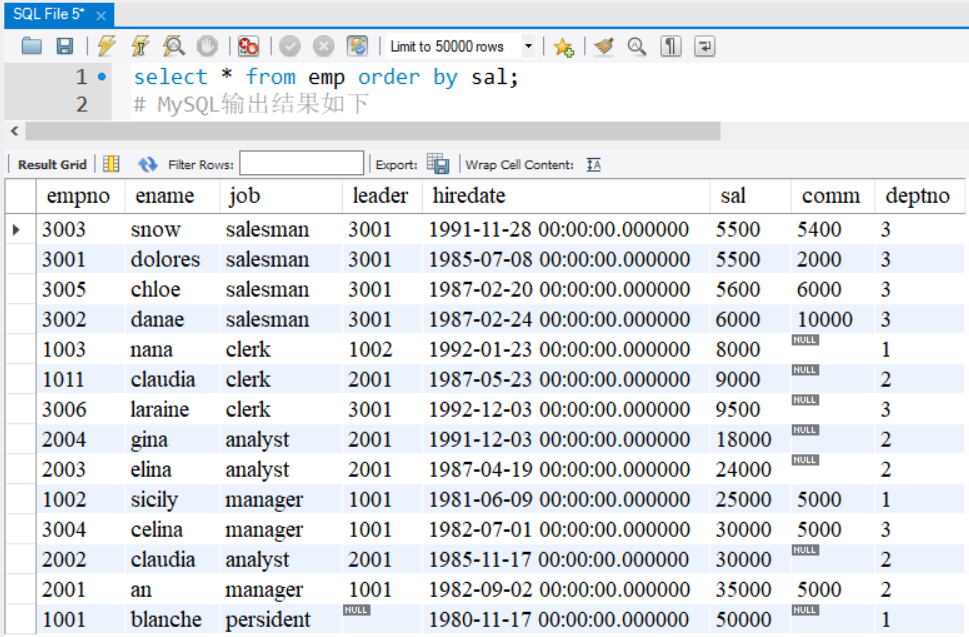 SQL File 5* ×
Limit to 50000 rows
1 select * from emp order by sal;
2 # MySQL输出结果如下
Result Grid Filter Rows: Export: Wrap Cell Content: IA
empno ename job leader hiredate sal comm deptno
3003 snow salesman 3001 1991-11-28 00:00:00.000000 5500 5400 3
3001 dolores salesman 3001 1985-07-08 00:00:00.000000 5500 2000 3
3005 chloe salesman 3001 1987-02-20 00:00:00.000000 5600 6000 3
3002 danae salesman 3001 1987-02-24 00:00:00.000000 6000 10000 3
1003 nana clerk 1002 1992-01-23 00:00:00.000000 8000 NULL 1
1011 claudia clerk 2001 1987-05-23 00:00:00.000000 9000 NULL 2
3006 laraine clerk 3001 1992-12-03 00:00:00.000000 9500 NULL 3
2004 gina analyst 2001 1991-12-03 00:00:00.000000 18000 NULL 2
2003 elina analyst 2001 1987-04-19 00:00:00.000000 24000 NULL 2
1002 sicily manager 1001 1981-06-09 00:00:00.000000 25000 5000 1
3004 celina manager 1001 1982-07-01 00:00:00.000000 30000 5000 3
2002 claudia analyst 2001 1985-11-17 00:00:00.000000 30000 NULL 2
2001 an manager 1001 1982-09-02 00:00:00.000000 35000 5000 2
1001 blanche persident NULL 1980-11-17 00:00:00.000000 50000 NULL 1